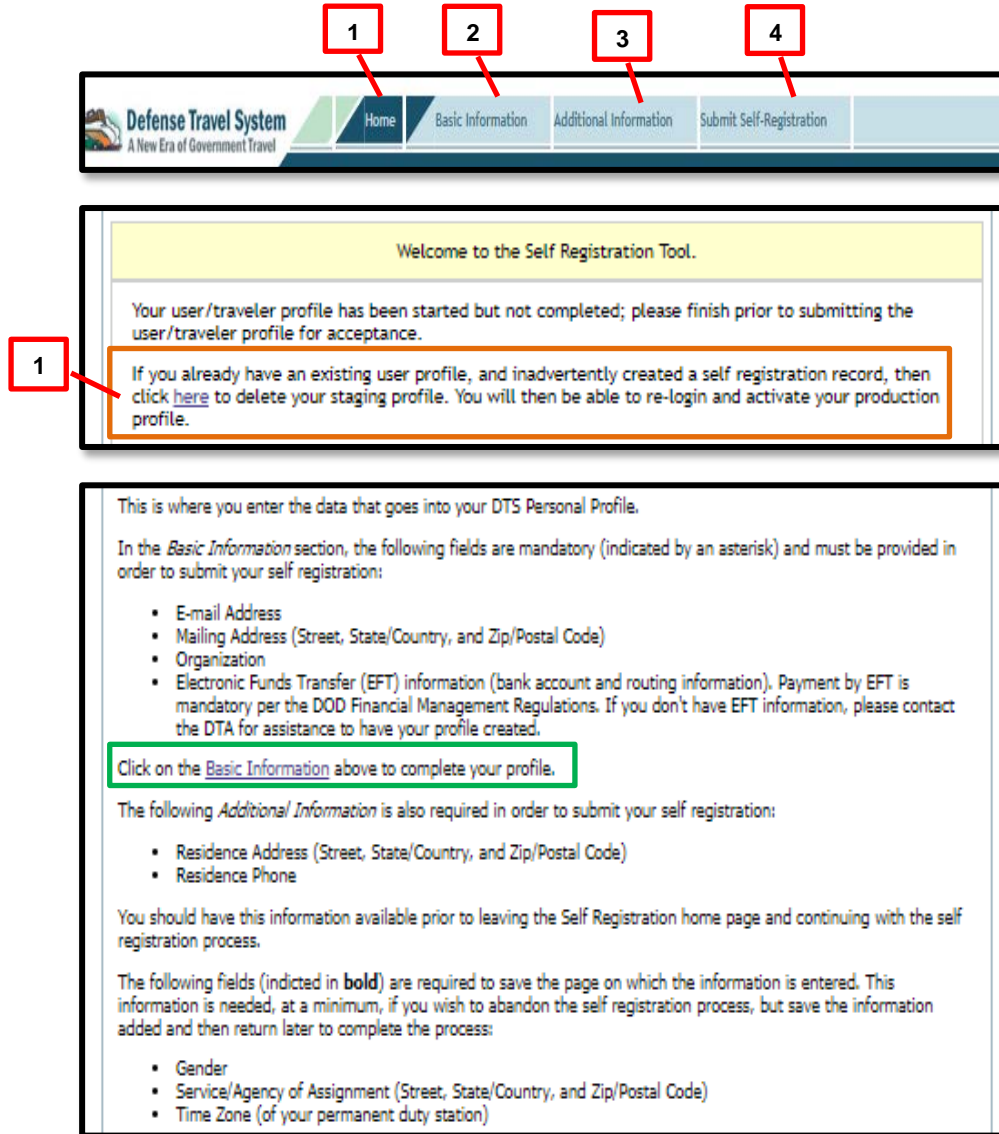 1 2 3 4
Defense Travel System
A New Era of Government Travel
Home Basic Information Additional Information Submit Self-Registration
Welcome to the Self Registration Tool.
Your user/traveler profile has been started but not completed; please finish prior to submitting the
user/traveler profile for acceptance.
1
If you already have an existing user profile, and inadvertently created a self registration record, then
click here to delete your staging profile. You will then be able to re-login and activate your production
profile.
This is where you enter the data that goes into your DTS Personal Profile.
In the Basic Information section, the following fields are mandatory (indicated by an asterisk) and must be provided in
order to submit your self registration:
• E-mail Address
• Mailing Address (Street, State/Country, and Zip/Postal Code)
• Organization
• Electronic Funds Transfer (EFT) information (bank account and routing information). Payment by EFT is
mandatory per the DOD Financial Management Regulations. If you don't have EFT information, please contact
the DTA for assistance to have your profile created.
Click on the Basic Information above to complete your profile.
The following Additional Information is also required in order to submit your self registration:
• Residence Address (Street, State/Country, and Zip/Postal Code)
• Residence Phone
You should have this information available prior to leaving the Self Registration home page and continuing with the self
registration process.
The following fields (indicted in bold) are required to save the page on which the information is entered. This
information is needed, at a minimum, if you wish to abandon the self registration process, but save the information
added and then return later to complete the process:
• Gender
• Service/Agency of Assignment (Street, State/Country, and Zip/Postal Code)
• Time Zone (of your permanent duty station)